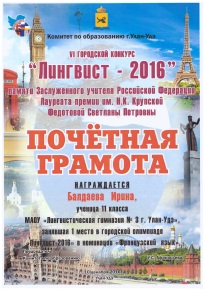 Комитет по образованию г.Улан-Удэ
VI ГОРОДСКОЙ КОНКУРС
"Лингвист - 2016"
памяти Заслуженного учителя Российской Федерации
Лауреата премии им. Н.К. Крупской
Федотовой Светланы Петровны
ПОЧЁТНАЯ
ГРАМОТА
НАГРАЖДАЕТСЯ
Балдаева Ирина,
ученица 11 класса
МАОУ «Лингвистическая гимназия № 3 г. Улан-Удэ»,
занявшая 1 место в городской олимпиаде
«Лингвист-2016» в номинации «Французский язык»